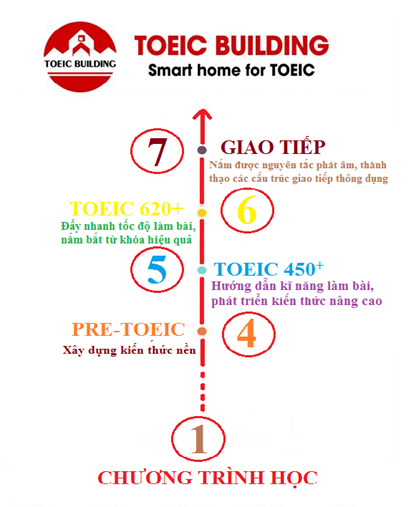 TOEIC BUILDING
TOEIC BUILDING
Smart home for TOEIC
7
GIAO TIẾP
Nắm được nguyên tắc phát âm, thành
thạo các cấu trúc giao tiếp thông dụng
TOEIC 620+
Đẩy nhanh tốc độ làm bài,
nắm bắt từ khóa hiệu quả
6
5
TOEIC 450+
Hướng dẫn kĩ năng làm bài,
phát triển kiến thức nâng cao
PRE-TOEIC
Xây dựng kiến thức nền
4
1
CHƯƠNG TRÌNH HỌC